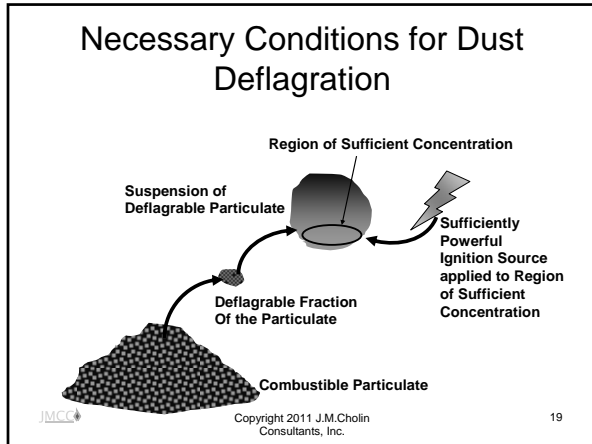 Necessary Conditions for Dust
Deflagration
Region of Sufficient Concentration
Suspension of
Deflagrable Particulate
Sufficiently
Powerful
Ignition Source
applied to Region
of Sufficient
Concentration
Deflagrable Fraction
Of the Particulate
Combustible Particulate
JMCC
Copyright 2011 J.M.Cholin
Consultants, Inc.
19